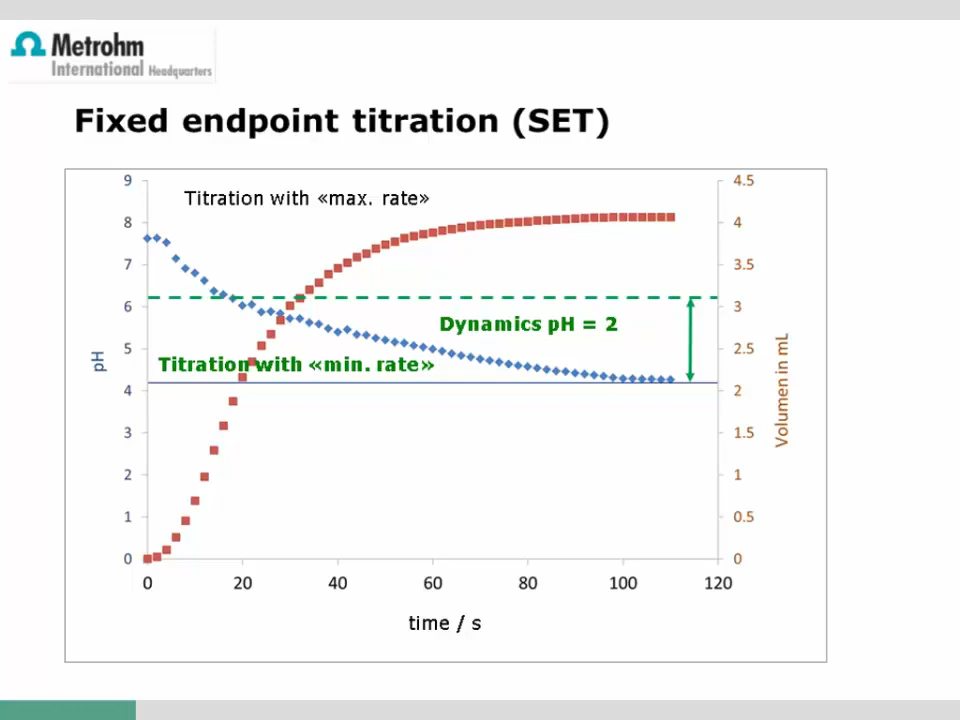 Metrohm
International Headquarters
Fixed endpoint titration (SET)
Titration with «max. rate»
Dynamics pH = 2
Titration with «min. rate»
pH
9
8
7
6
5
4
3
2
1
0
4.5
4
3.5
3
2.5
2
1.5
1
0.5
0
Volumen in mL
0 20 40 60 80 100 120
time / s